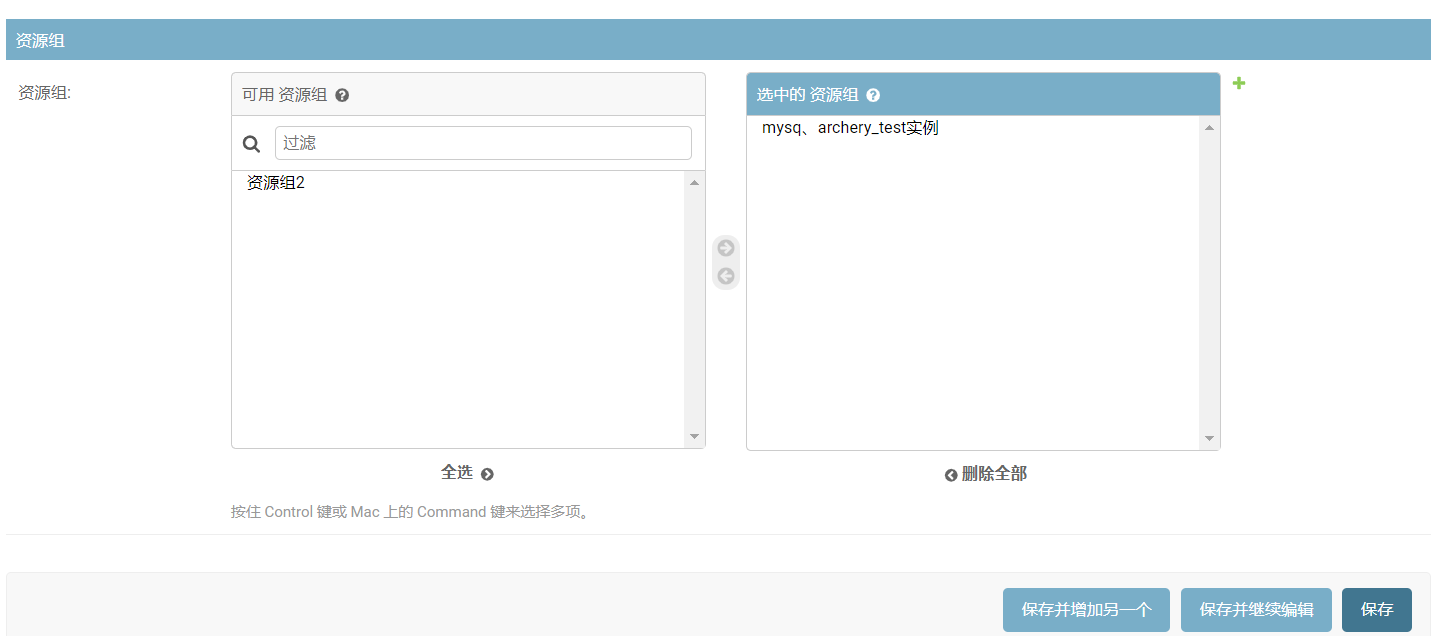 资源组
资源组:
可用 资源组
过滤
资源组2
全选
选中的 资源组
mysq、archery_test实例
删除全部
按住 Control 键或 Mac 上的 Command 键来选择多项。
保存并增加另一个
保存并继续编辑
保存